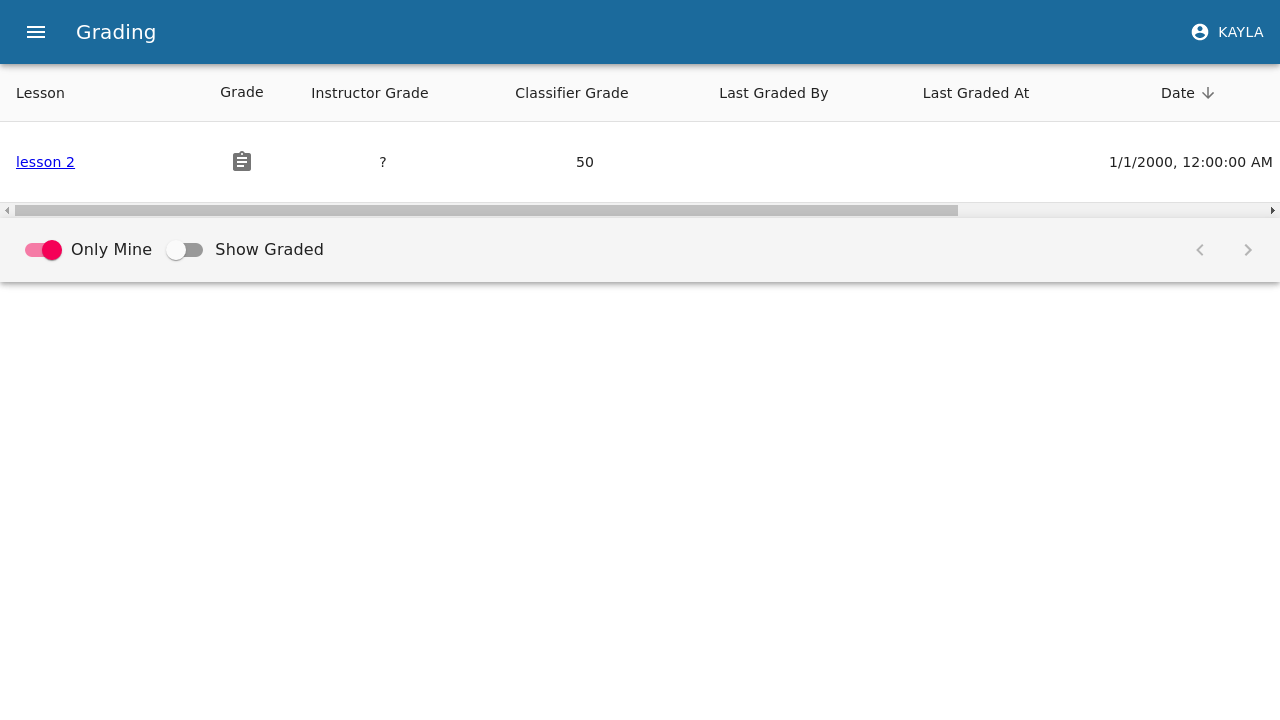 Grading
KAYLA
Lesson Grade Instructor Grade Classifier Grade Last Graded By Last Graded At Date
lesson 2 ? 50 1/1/2000, 12:00:00 AM
Only Mine Show Graded